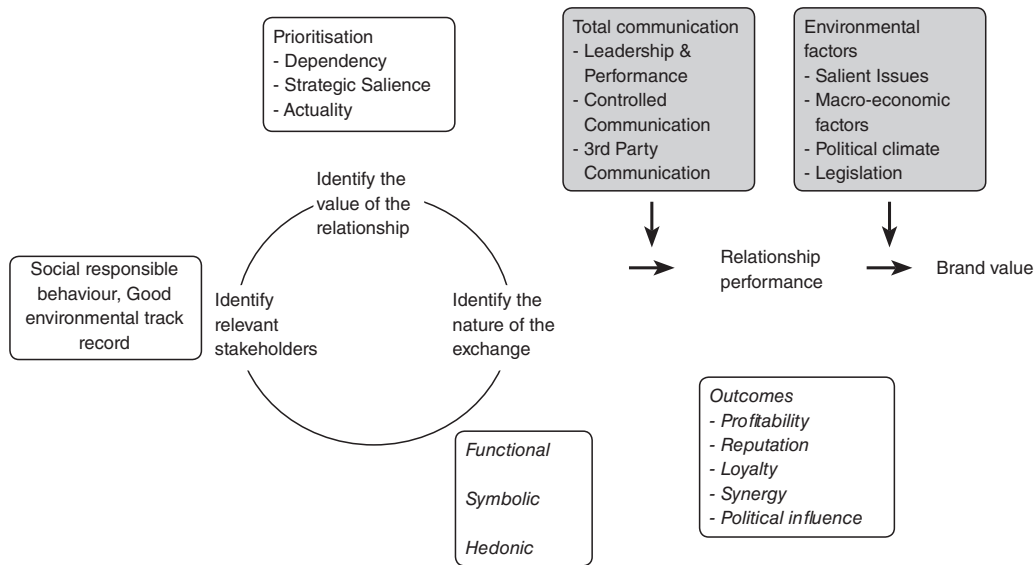 Prioritisation
- Dependency
- Strategic Salience
- Actuality
Total communication
- Leadership &
Performance
- Controlled
Communication
- 3rd Party
Communication
Environmental
factors
- Salient Issues
- Macro-economic
factors
- Political climate
- Legislation
Identify the
value of the
relationship
Social responsible
behaviour, Good
environmental track
record
Identify
relevant
stakeholders
Identify the
nature of the
exchange
Relationship
performance
Brand value
Functional
Symbolic
Hedonic
Outcomes
- Profitability
- Reputation
- Loyalty
- Synergy
- Political influence